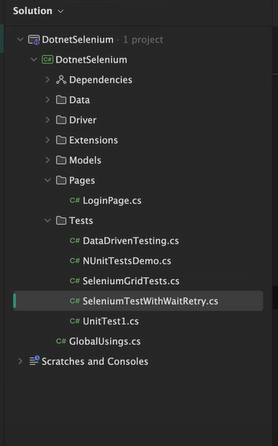 Solution
DotnetSelenium · 1 project
C# DotnetSelenium
Dependencies
Data
Driver
Extensions
Models
Pages
C# LoginPage.cs
Tests
C# DataDrivenTesting.cs
C# NUnitTestsDemo.cs
C# SeleniumGridTests.cs
C# SeleniumTestWithWaitRetry.cs
C# UnitTest1.cs
C# GlobalUsings.cs
Scratches and Consoles